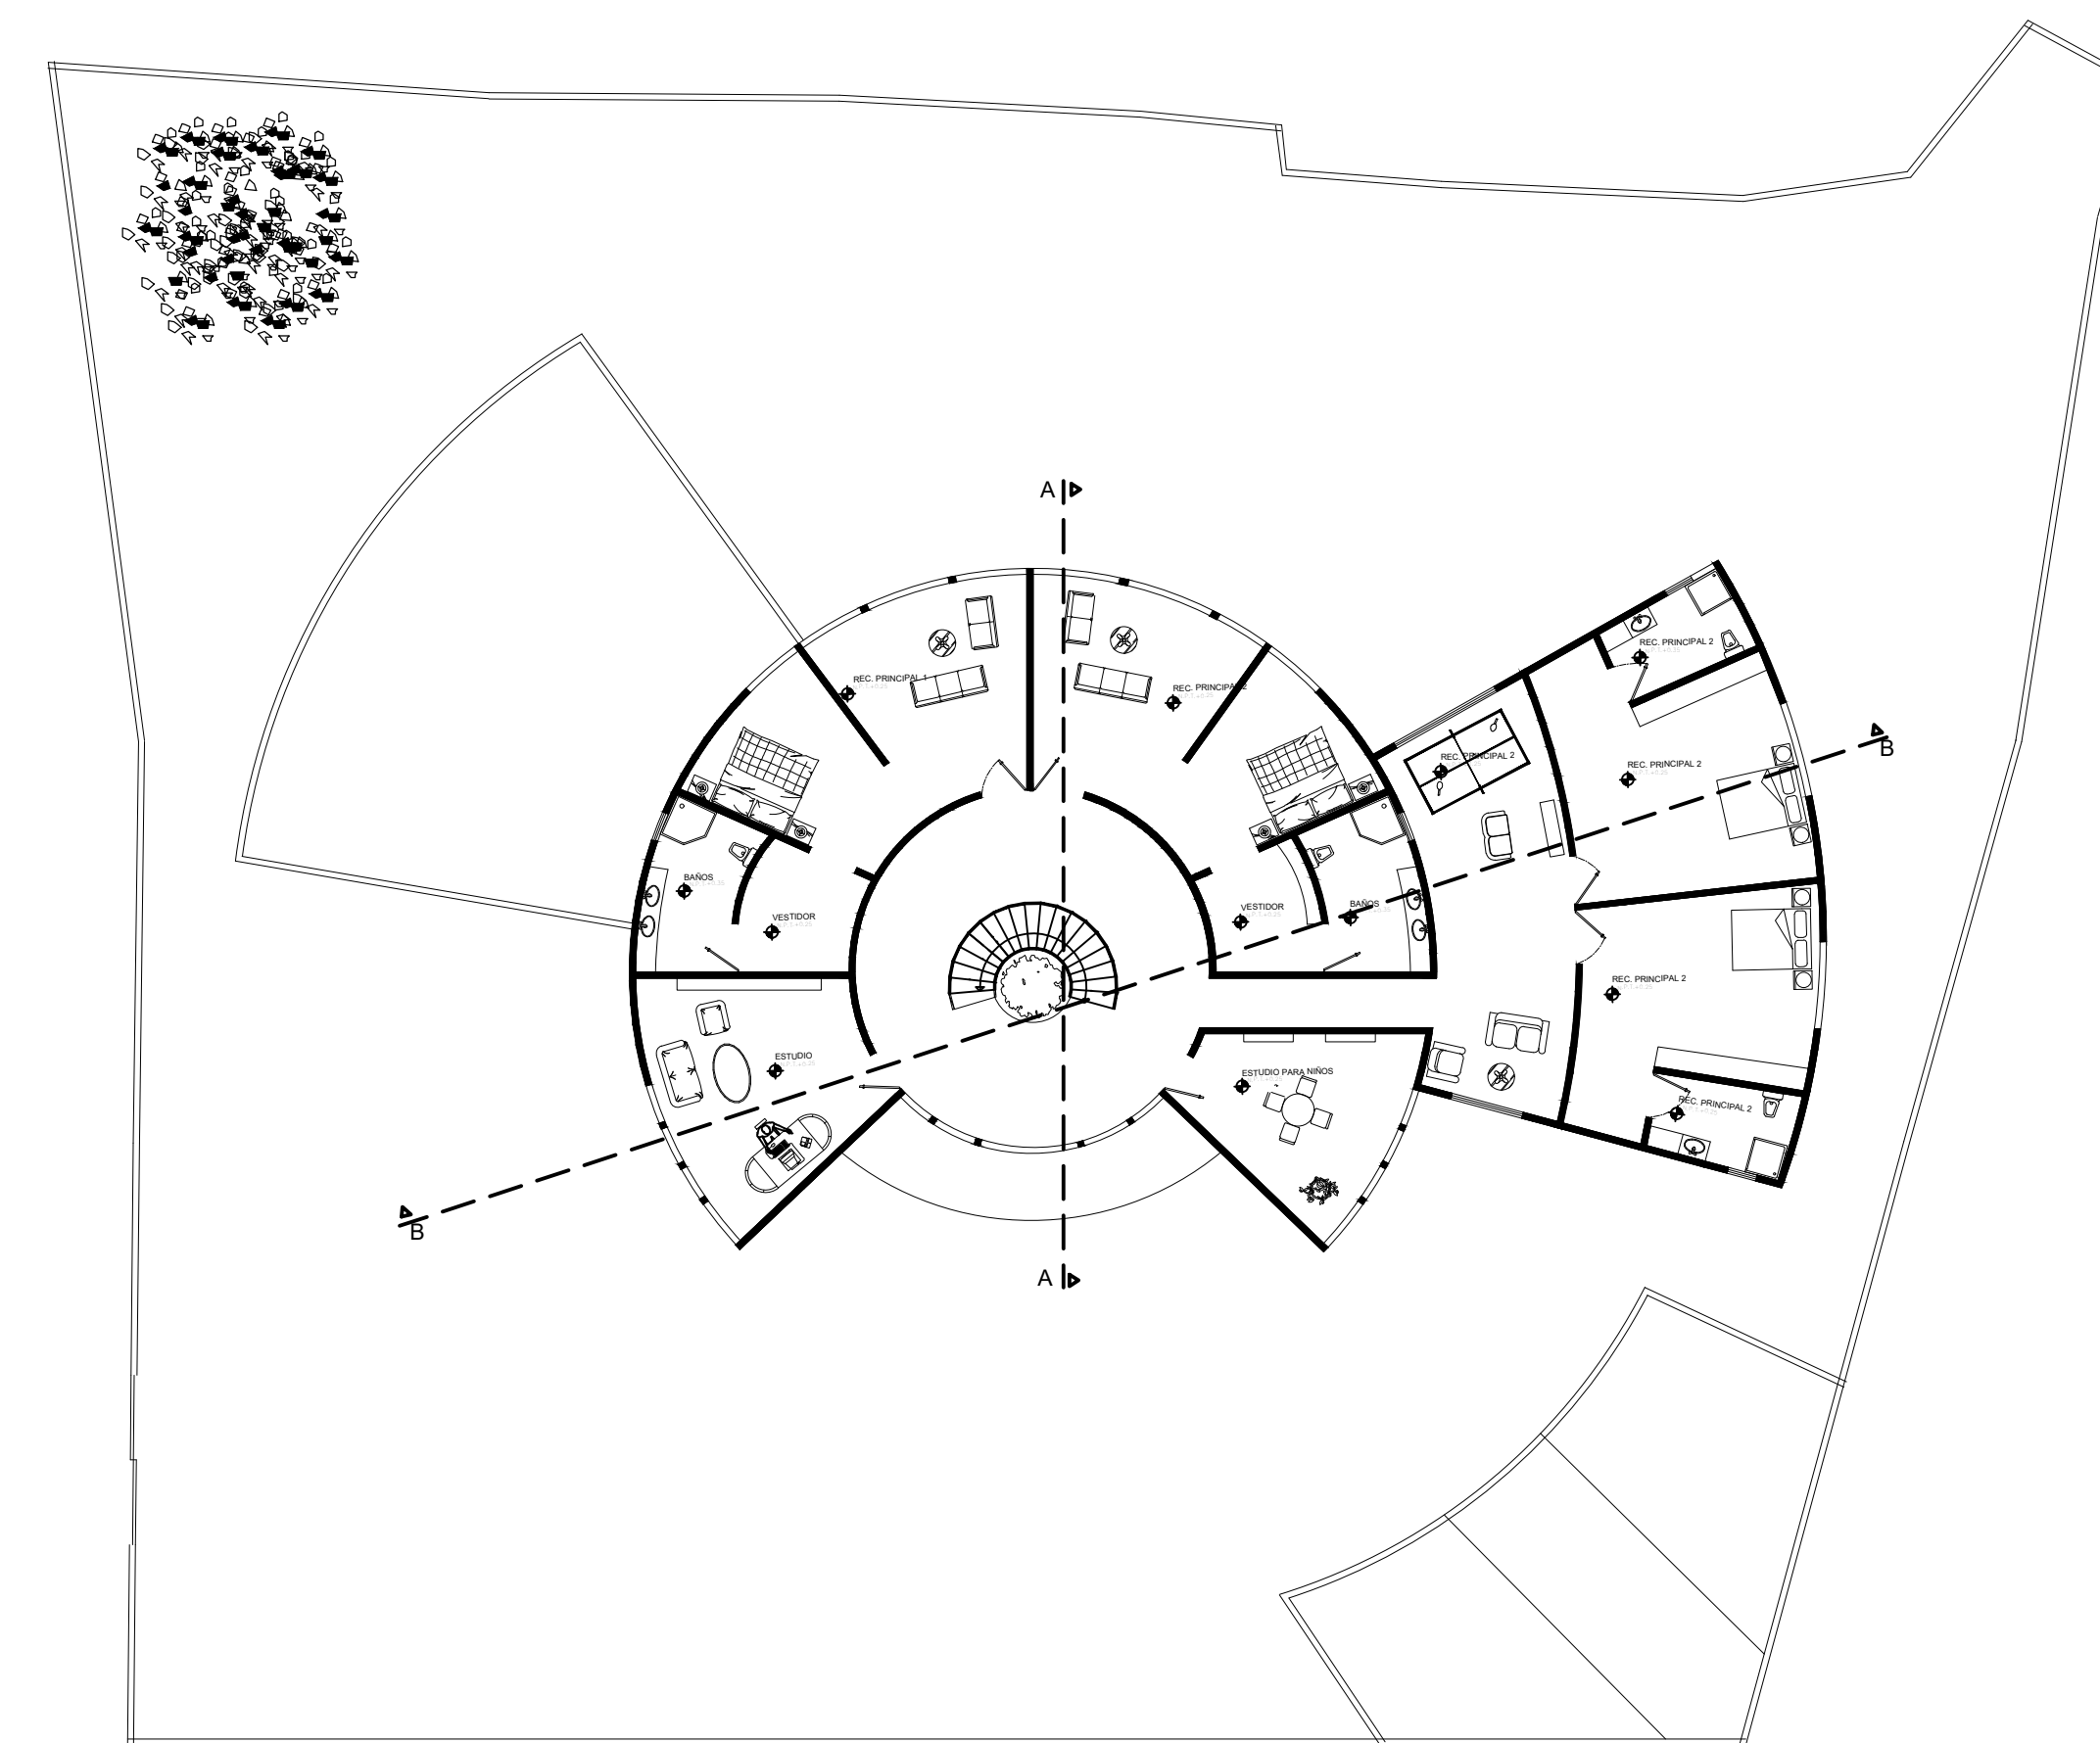 A
REC. PRINCIPAL 2
REC. PRINCIPAL 1
REC. PRINCIPAL 2
B
REC. PRINCIPAL 2
REC. PRINCIPAL 2
BAÑOS
VESTIDOR
VESTIDOR
BAÑOS
REC. PRINCIPAL 2
ESTUDIO
ESTUDIO PARA NIÑOS
REC. PRINCIPAL 2
B
A